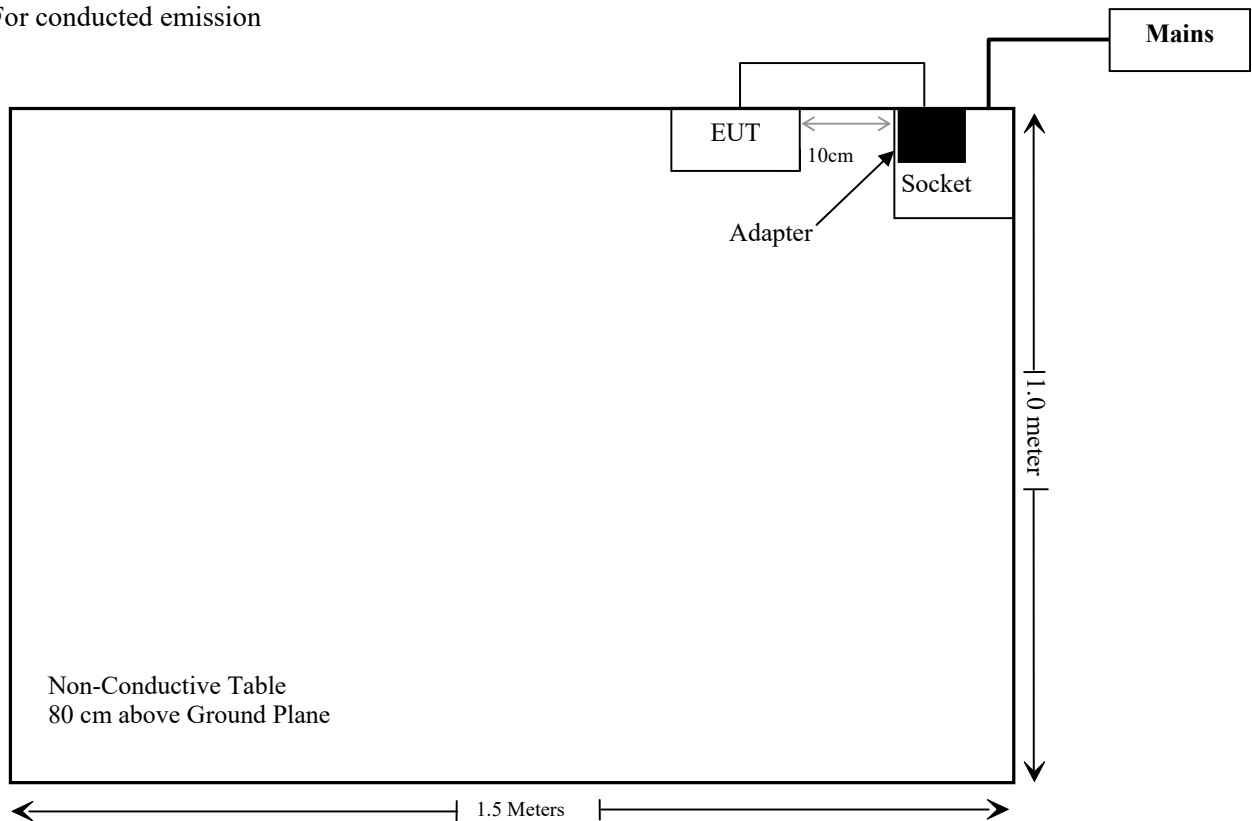 For conducted emission
Mains
EUT
10cm
Socket
Adapter
1.0 meter
Non-Conductive Table
80 cm above Ground Plane
1.5 Meters